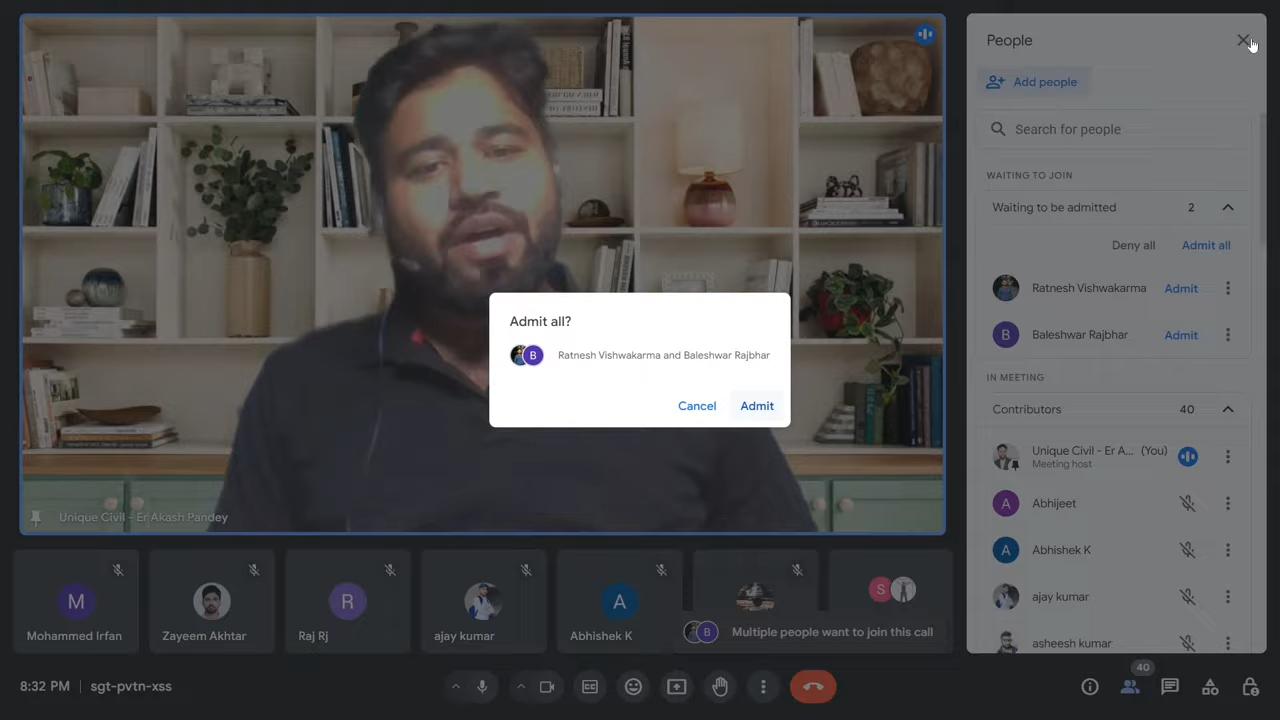 People
Add people
Search for people
WAITING TO JOIN
Waiting to be admitted 2
Deny all Admit all
Ratnesh Vishwakarma Admit
B Baleshwar Rajbhar Admit
IN MEETING
Contributors 40
Unique Civil - Er A... (You)
Meeting host
A Abhijeet
A Abhishek K
ajay kumar
asheesh kumar
Admit all?
B Ratnesh Vishwakarma and Baleshwar Rajbhar
Cancel Admit
Unique Civil - Er Akash Pandey
M
Mohammed Irfan
Zayeem Akhtar
R
Raj Rj
ajay kumar
A
Abhishek K
S
B Multiple people want to join this call
8:32 PM | sgt-pvtn-xss
40